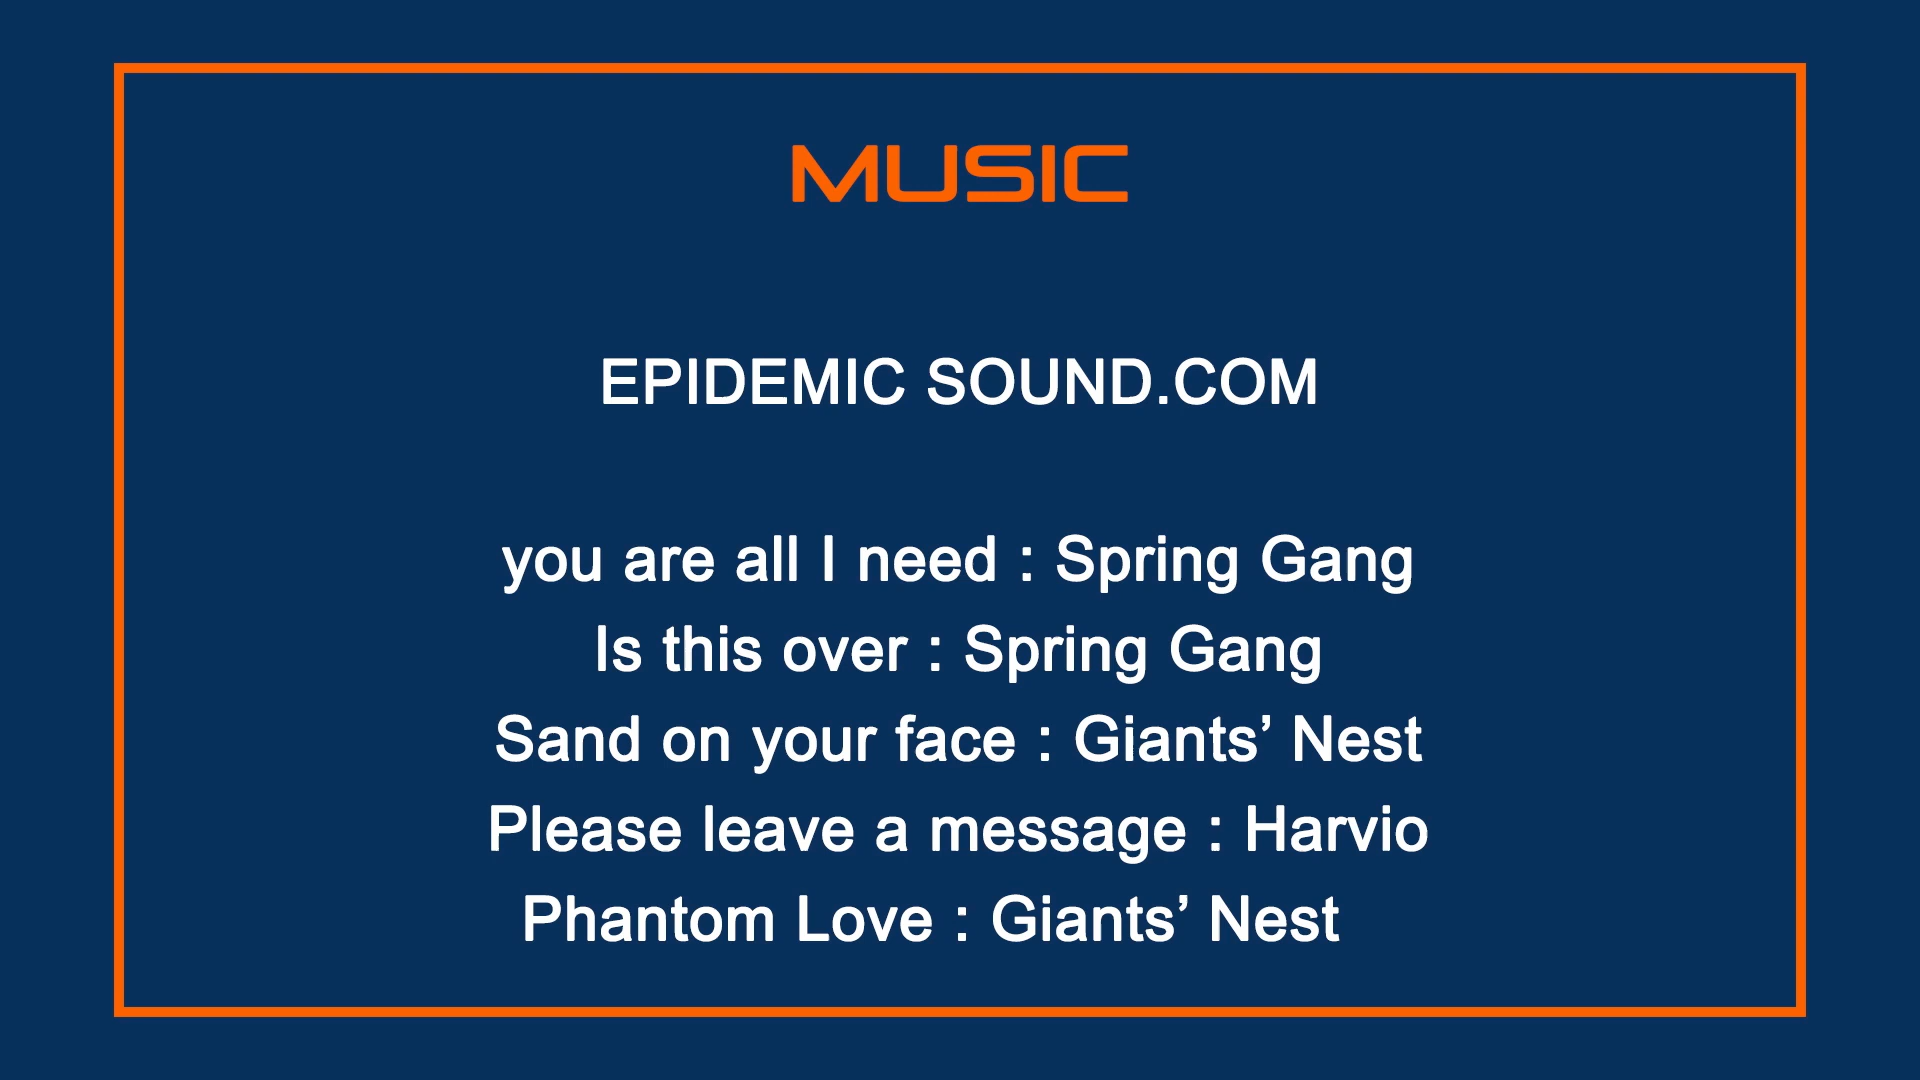 MUSIC
EPIDEMIC SOUND.COM
you are all I need : Spring Gang
Is this over : Spring Gang
Sand on your face : Giants’ Nest
Please leave a message : Harvio
Phantom Love : Giants’ Nest